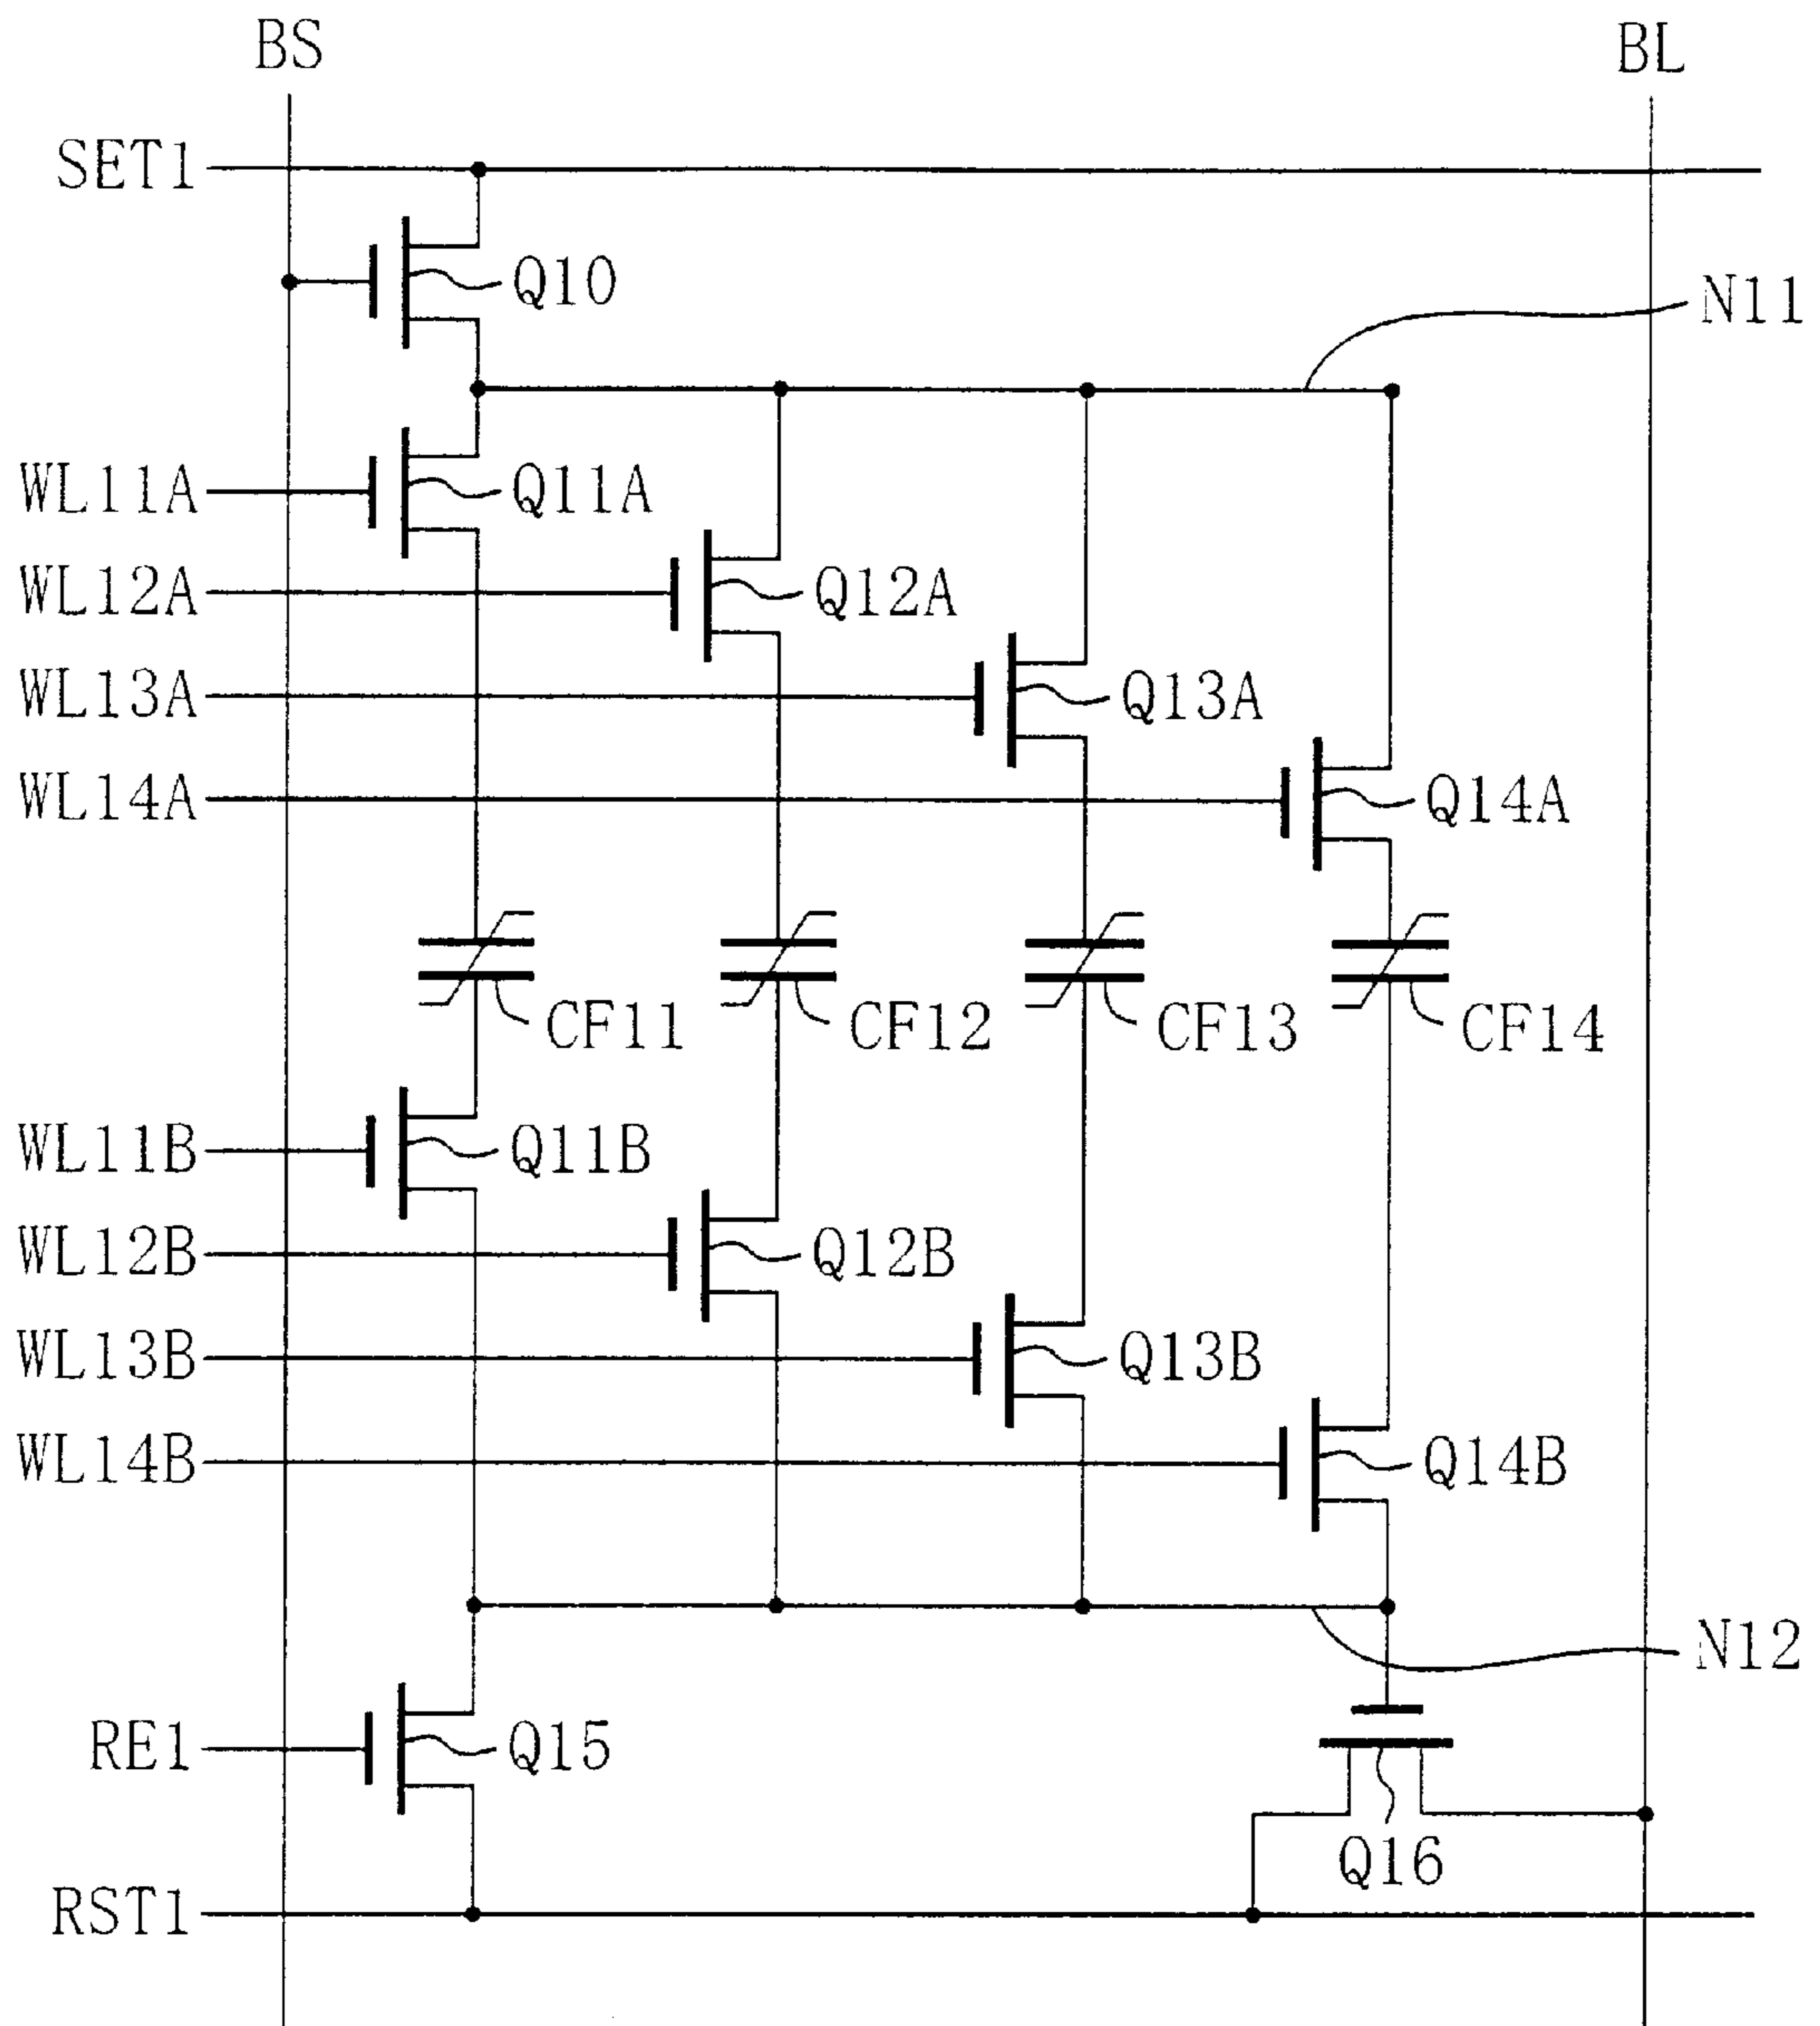 BS
BL
SET1
Q10
N11
WL11A
Q11A
WL12A
Q12A
WL13A
Q13A
WL14A
Q14A
CF11
CF12
CF13
CF14
WL11B
Q11B
WL12B
Q12B
WL13B
Q13B
WL14B
Q14B
N12
RE1
Q15
Q16
RST1